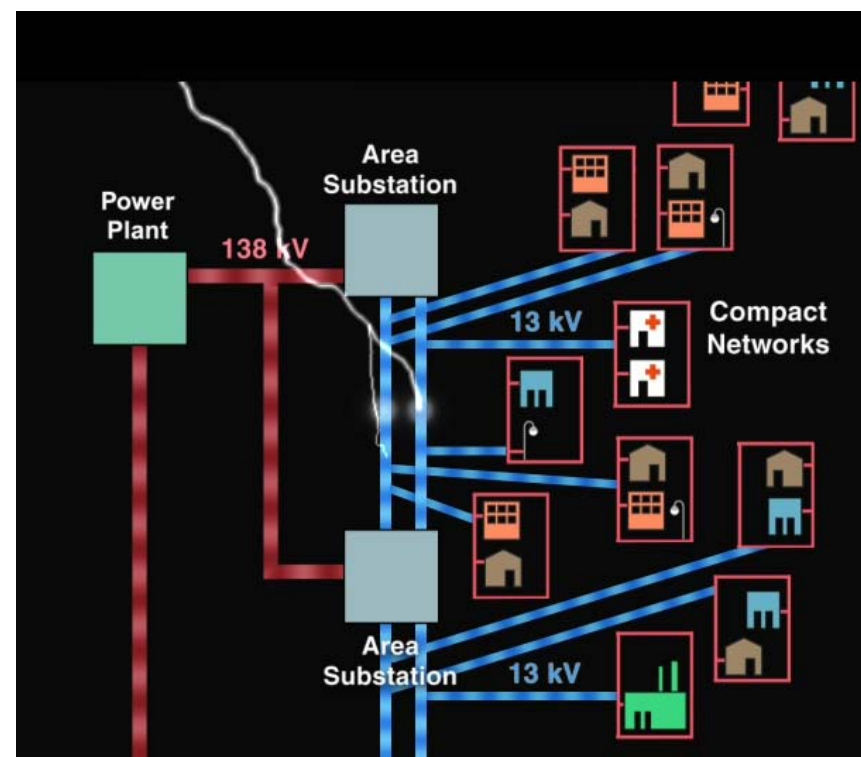 Area
Substation
Power
Plant
138 kV
13 kV
Compact
Networks
Area
Substation
13 kV